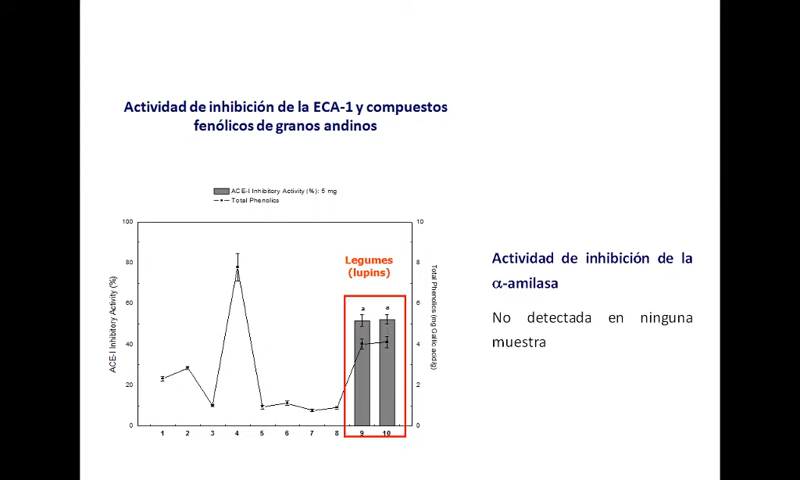 Actividad de inhibición de la ECA-1 y compuestos
fenólicos de granos andinos
ACE-I Inhibitory Activity (%): 5 mg
Total Phenolics
100
80
60
40
20
0
10
8
6
4
2
0
ACE-I Inhibitory Activity (%)
Total Phenolics (mg Gallic acid/g)
Legumes
(lupins)
a
a
1 2 3 4 5 6 7 8 9 10
Actividad de inhibición de la
α-amilasa
No detectada en ninguna
muestra